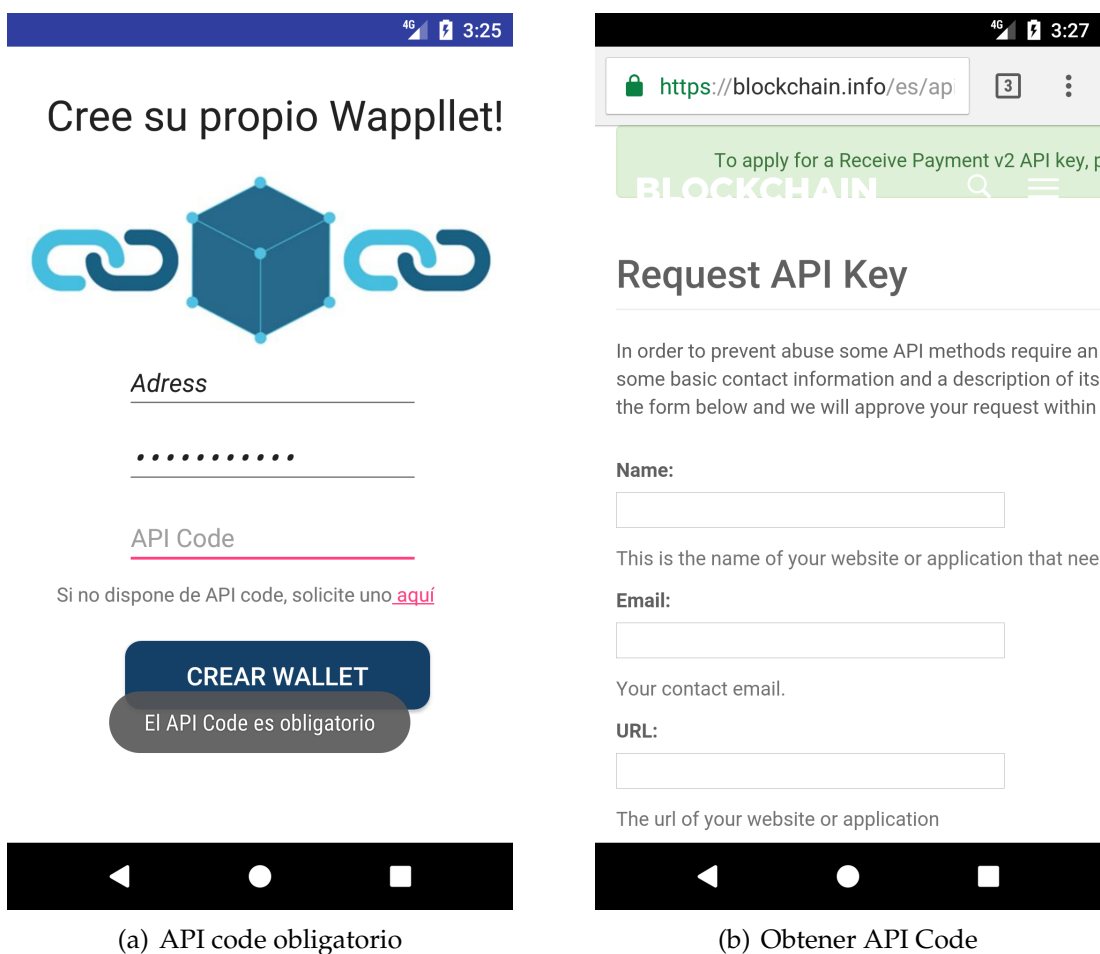 4G 3:25
Cree su propio Wappllet!
Adress
...........
API Code
Si no dispone de API code, solicite uno aquí
CREAR WALLET
El API Code es obligatorio
(a) API code obligatorio
4G 3:27
https://blockchain.info/es/api
3
To apply for a Receive Payment v2 API key, p
BLOCKCHAIN
Request API Key
In order to prevent abuse some API methods require an
some basic contact information and a description of its
the form below and we will approve your request within
Name:
This is the name of your website or application that nee
Email:
Your contact email.
URL:
The url of your website or application
(b) Obtener API Code